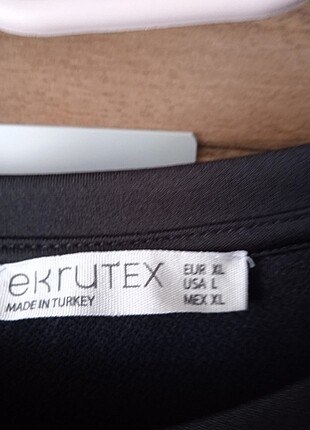 ekruTEX
MADE IN TURKEY
EUR XL
USA L
MEX XL